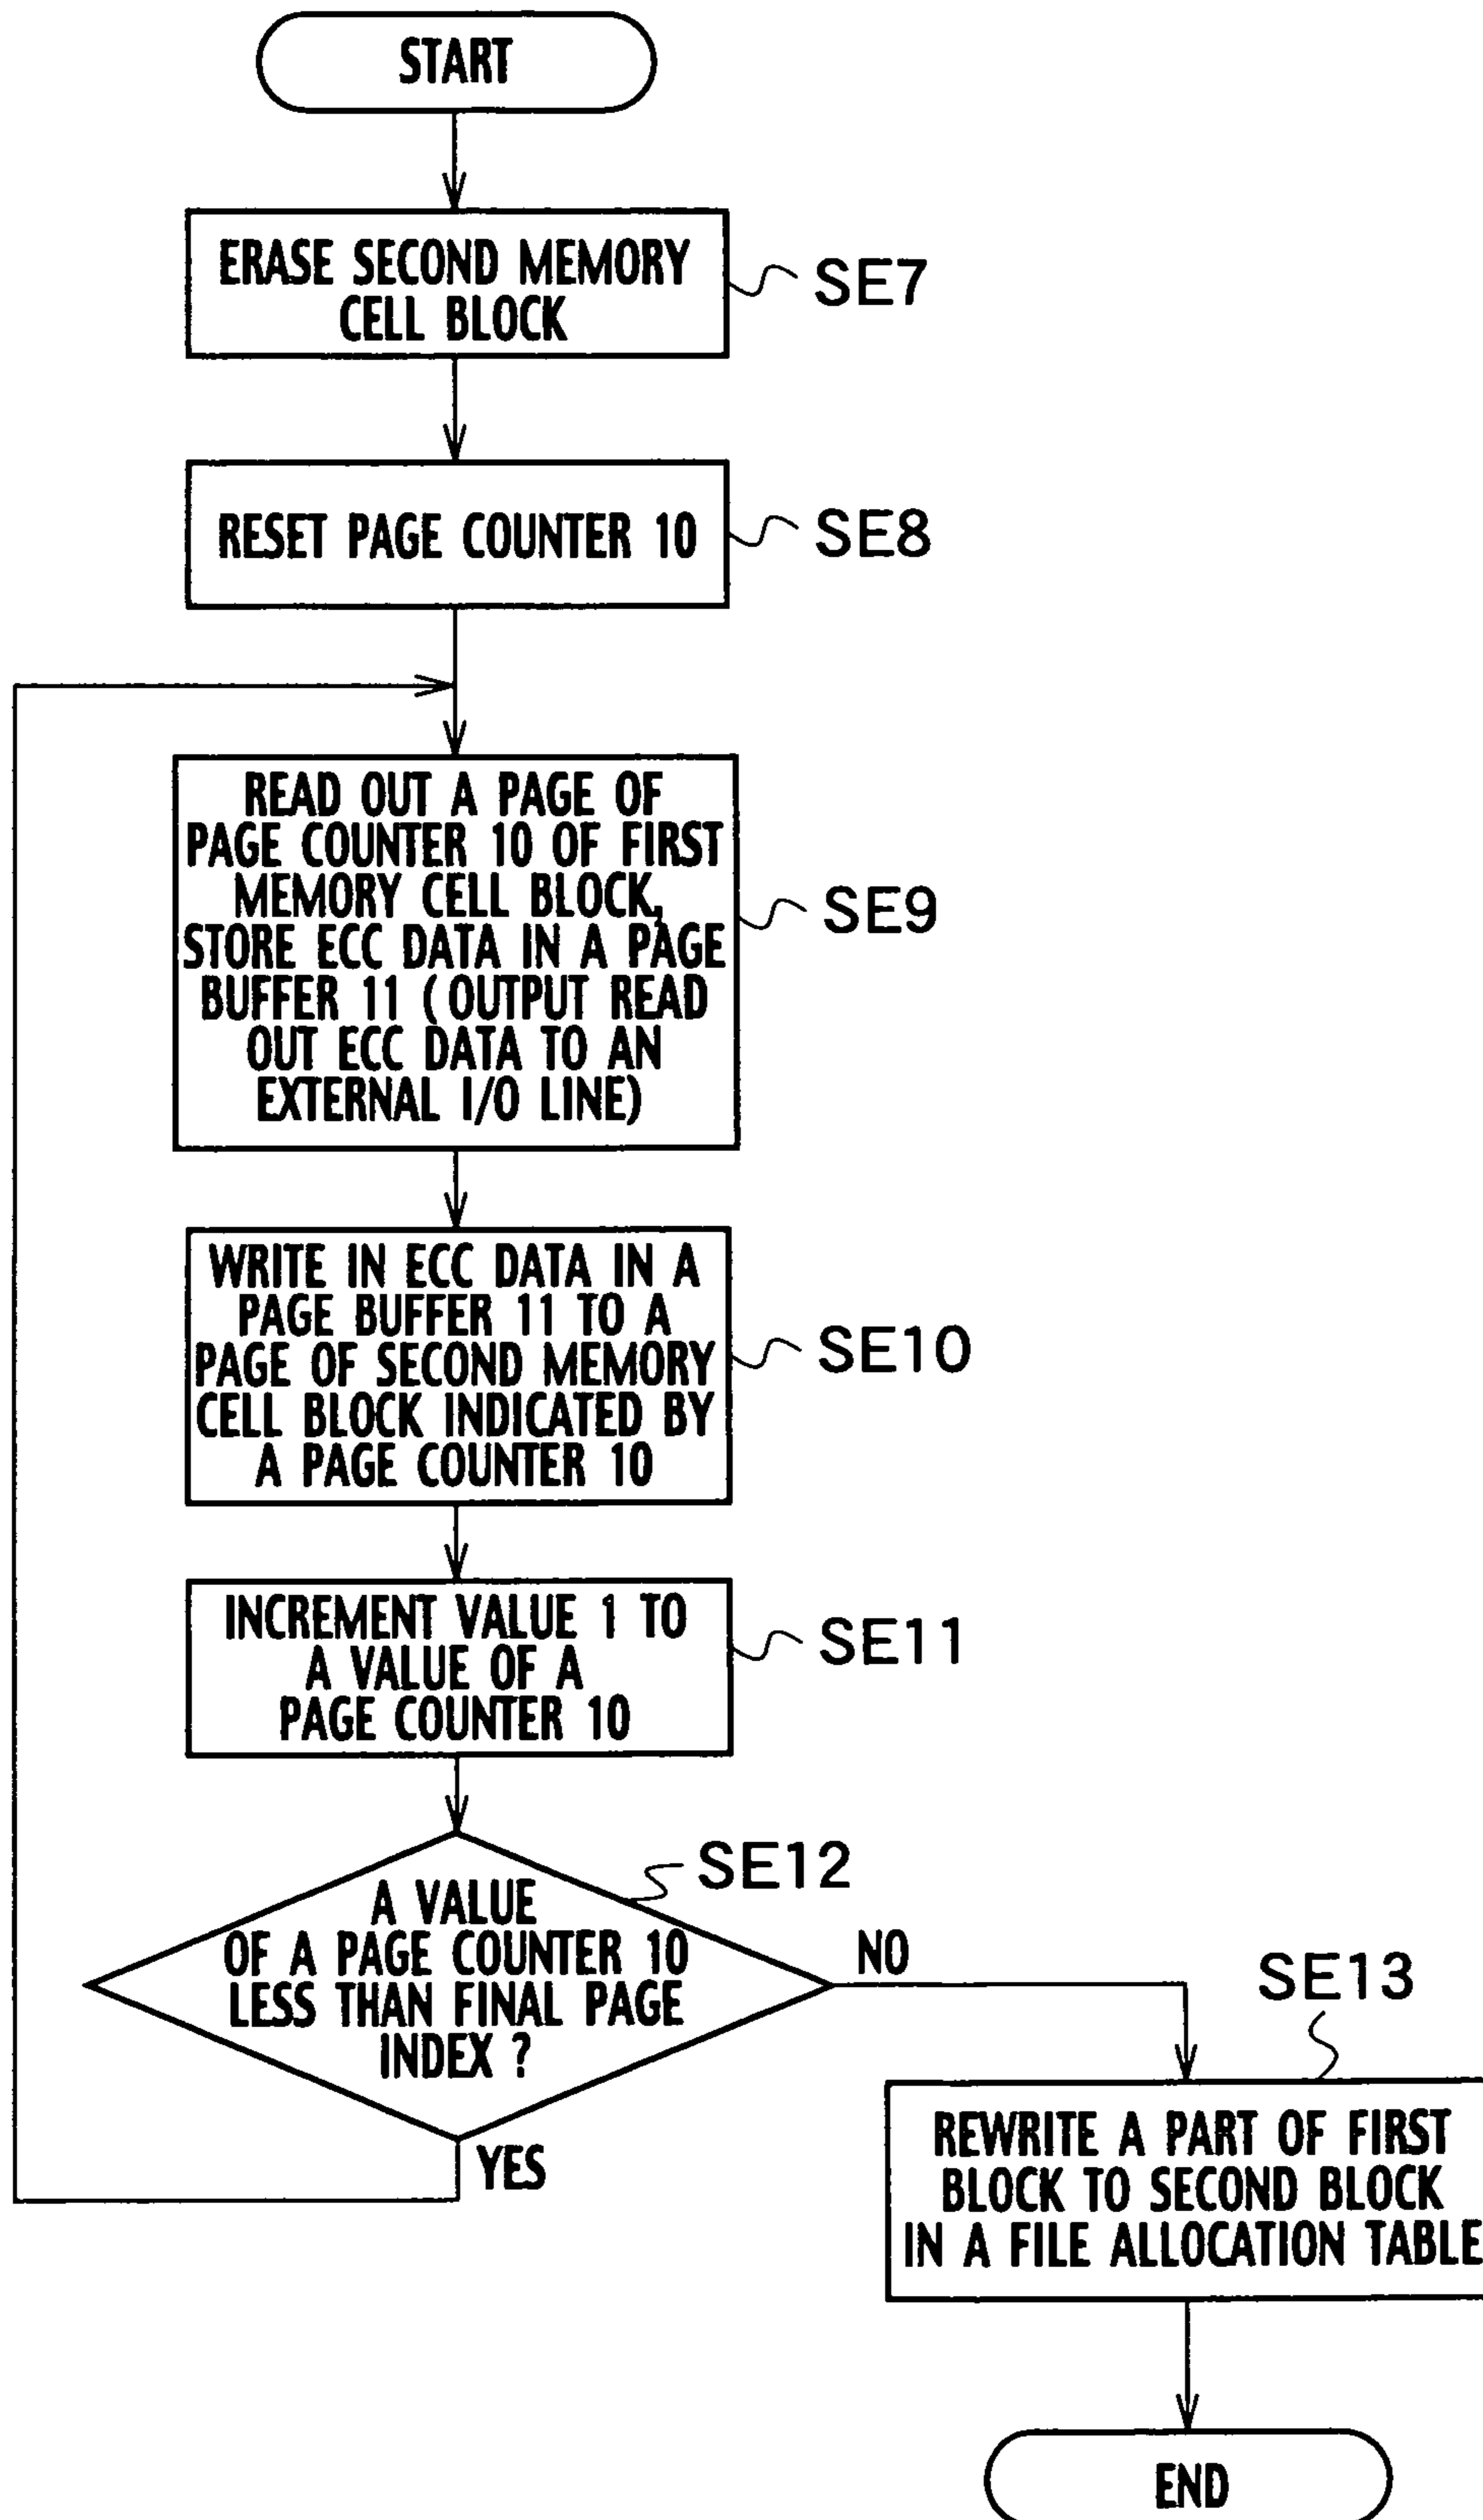 START
ERASE SECOND MEMORY
CELL BLOCK
SE7
RESET PAGE COUNTER 10
SE8
READ OUT A PAGE OF
PAGE COUNTER 10 OF FIRST
MEMORY CELL BLOCK,
STORE ECC DATA IN A PAGE
BUFFER 11 (OUTPUT READ
OUT ECC DATA TO AN
EXTERNAL I/O LINE)
SE9
WRITE IN ECC DATA IN A
PAGE BUFFER 11 TO A
PAGE OF SECOND MEMORY
CELL BLOCK INDICATED BY
A PAGE COUNTER 10
SE10
INCREMENT VALUE 1 TO
A VALUE OF A
PAGE COUNTER 10
SE11
SE12
A VALUE
OF A PAGE COUNTER 10
LESS THAN FINAL PAGE
INDEX ?
NO
YES
SE13
REWRITE A PART OF FIRST
BLOCK TO SECOND BLOCK
IN A FILE ALLOCATION TABLE
END